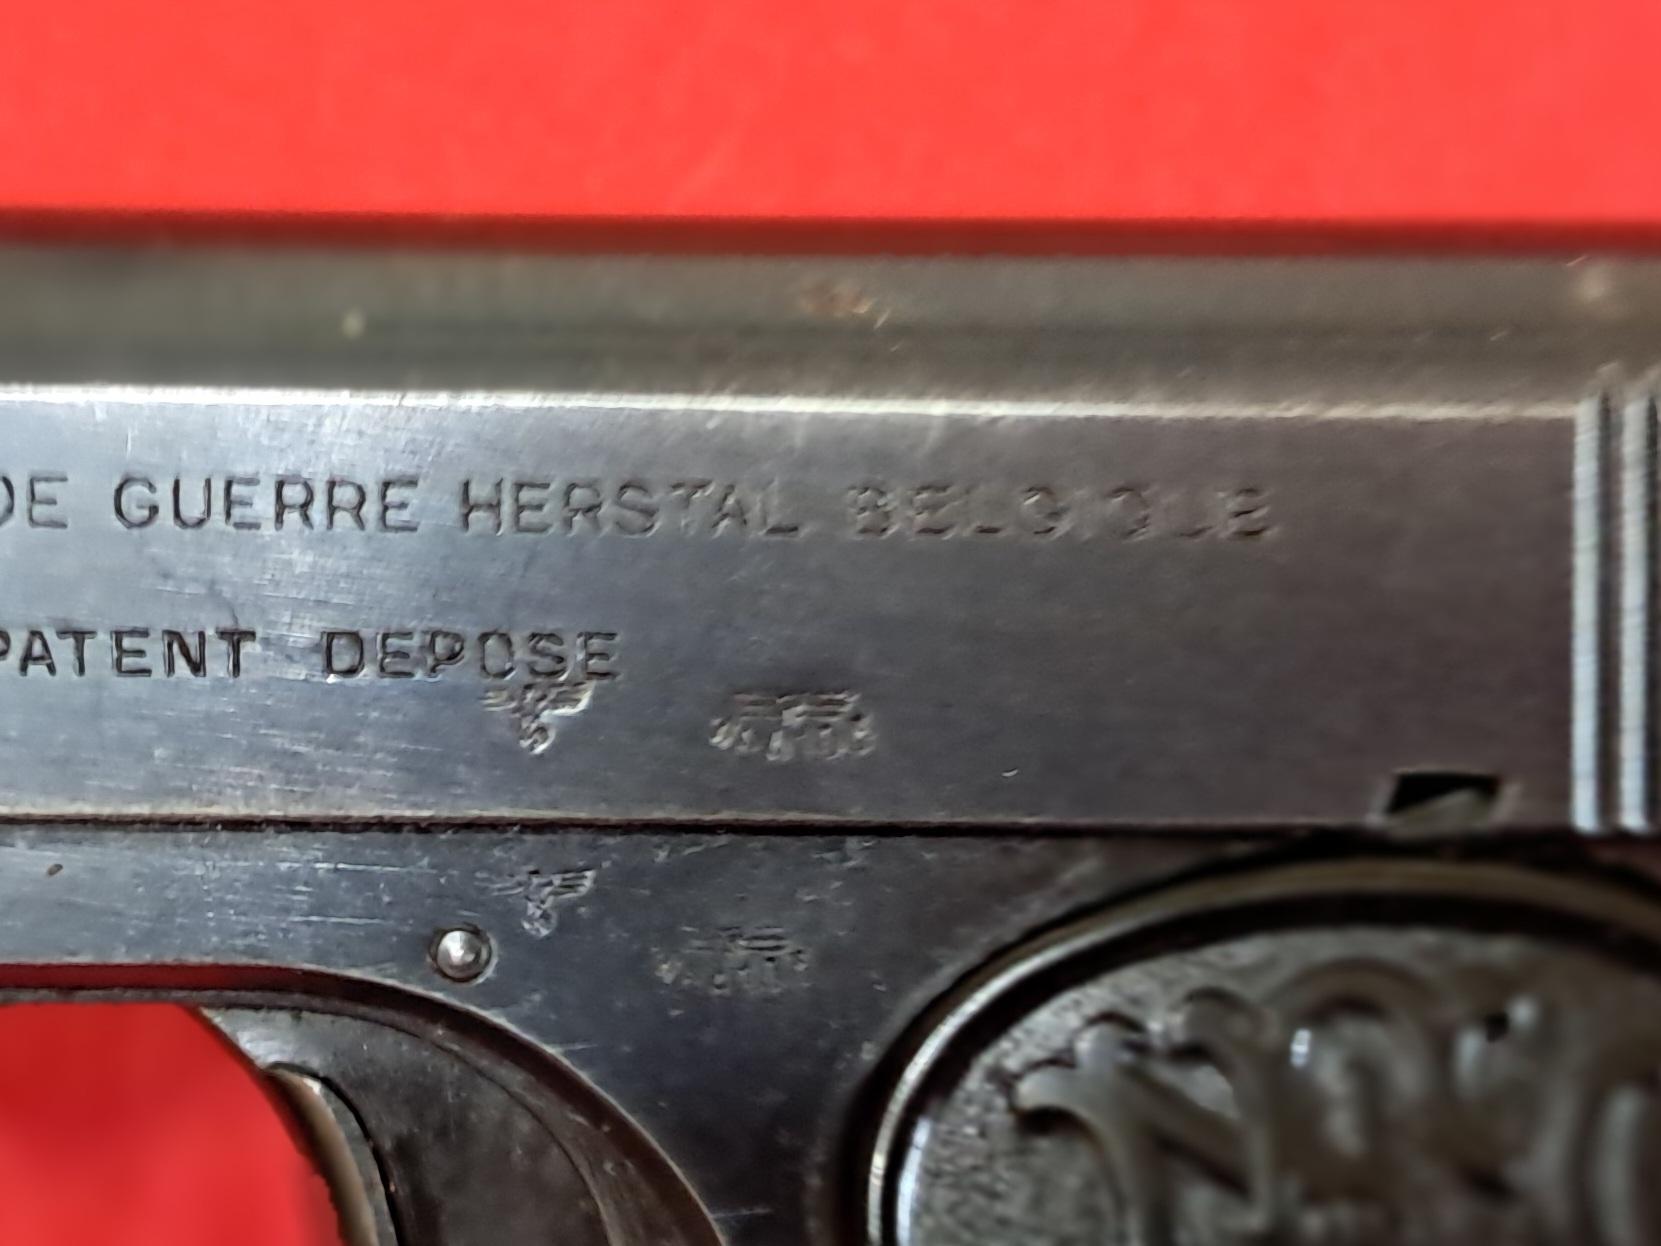 DE GUERRE HERSTAL BELGIQUE
PATENT DEPOSE